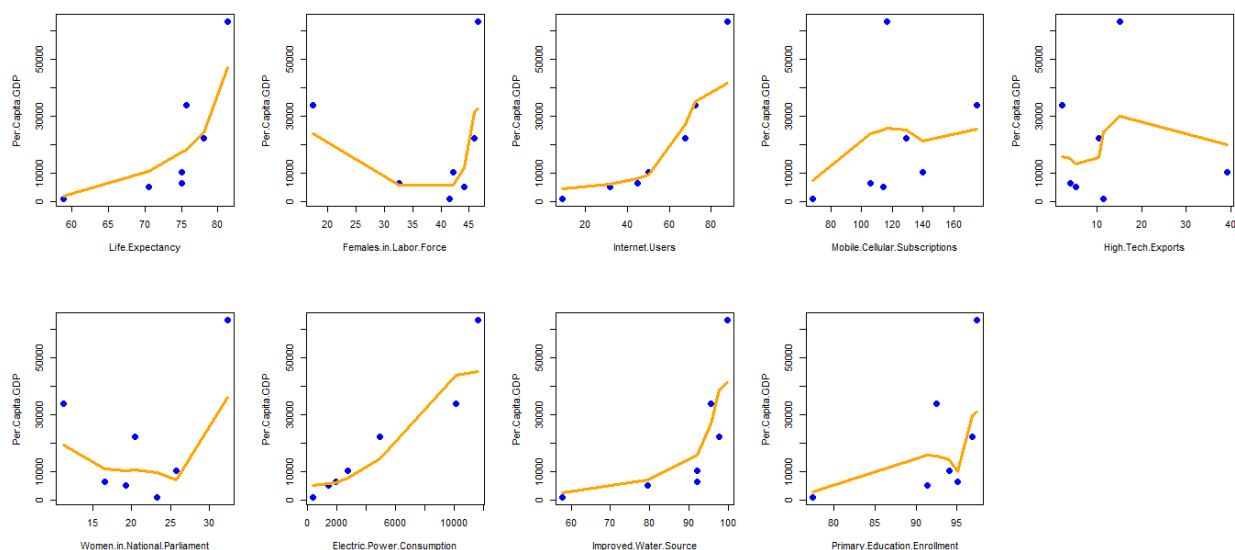 Per.Capita.GDP
0 10000 30000 50000
60 65 70 75 80
Life.Expectancy
Per.Capita.GDP
0 10000 30000 50000
20 25 30 35 40 45
Females.in.Labor.Force
Per.Capita.GDP
0 10000 30000 50000
20 40 60 80
Internet.Users
Per.Capita.GDP
0 10000 30000 50000
80 100 120 140 160
Mobile.Cellular.Subscriptions
Per.Capita.GDP
0 10000 30000 50000
10 20 30 40
High.Tech.Exports
Per.Capita.GDP
0 10000 30000 50000
15 20 25 30
Women.in.National.Parliament
Per.Capita.GDP
0 10000 30000 50000
0 2000 6000 10000
Electric.Power.Consumption
Per.Capita.GDP
0 10000 30000 50000
60 70 80 90 100
Improved.Water.Source
Per.Capita.GDP
0 10000 30000 50000
80 85 90 95
Primary.Education.Enrollment